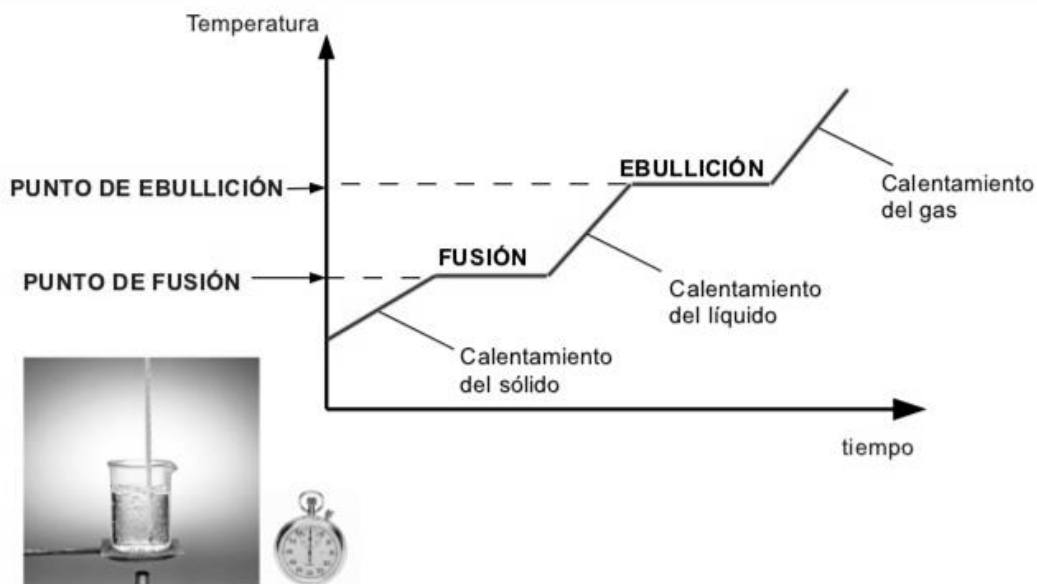 Temperatura
EBULLICIÓN
PUNTO DE EBULLICIÓN
Calentamiento
del gas
FUSIÓN
PUNTO DE FUSIÓN
Calentamiento
del líquido
Calentamiento
del sólido
tiempo